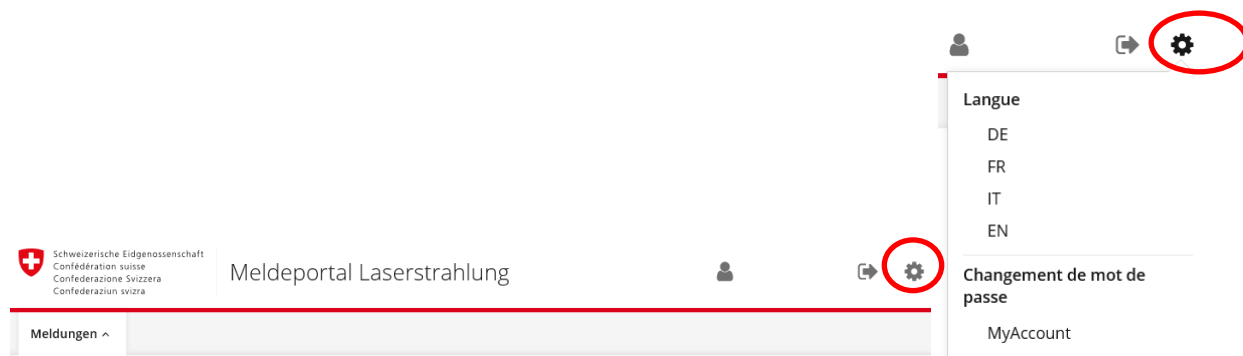 Schweizerische Eidgenossenschaft
Confédération suisse
Confederazione Svizzera
Confederaziun svizra
Meldeportal Laserstrahlung
Meldungen
Langue
DE
FR
IT
EN
Changement de mot de
passe
MyAccount